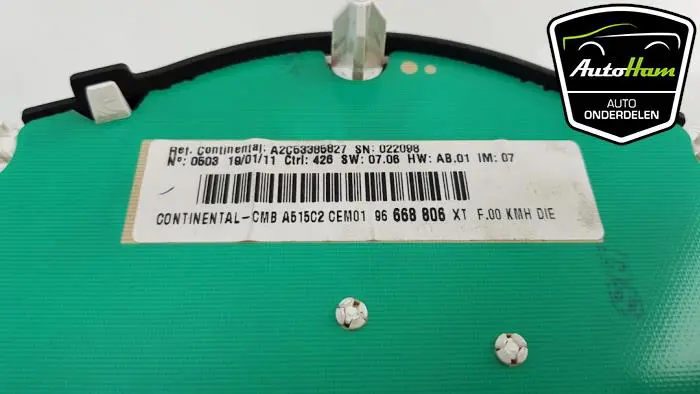 AutoHam
AUTO
ONDERDELEN
Ref. Continental: A2C53385827 SN: 022098
Nº: 0503 19/01/11 Ctrl: 426 SW: 07.06 HW: AB.01 IM: 07
CONTINENTAL-CMB A515C2 CEM01 96 668 806 XT F.00 KMH DIE